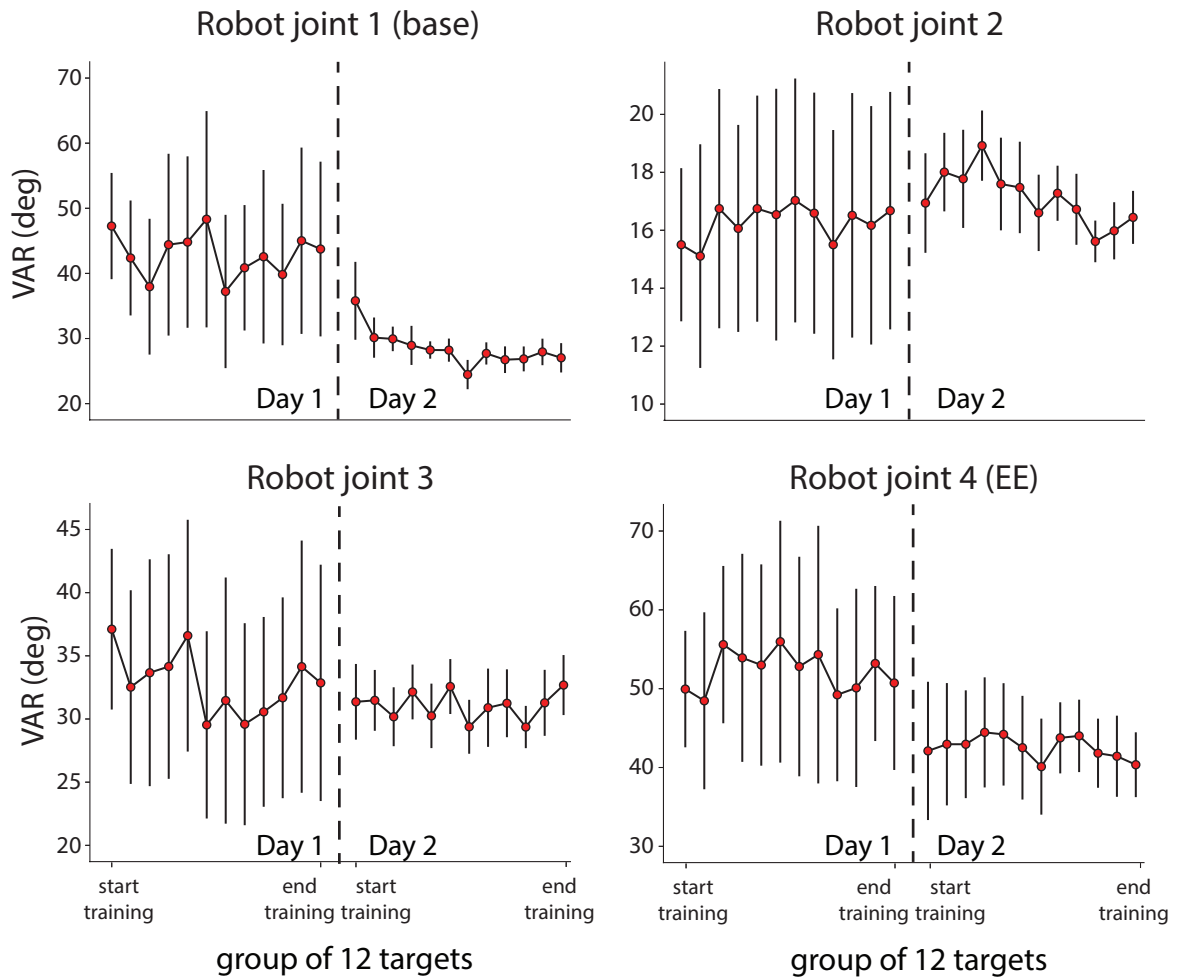 Robot joint 1 (base)
VAR (deg)
70
60
50
40
30
20
Day 1
Day 2
Robot joint 2
20
18
16
14
12
10
Day 1
Day 2
Robot joint 3
VAR (deg)
45
40
35
30
25
20
Day 1
Day 2
start
training
end
training
start
training
end
training
group of 12 targets
Robot joint 4 (EE)
70
60
50
40
30
Day 1
Day 2
start
training
end
training
start
training
end
training
group of 12 targets